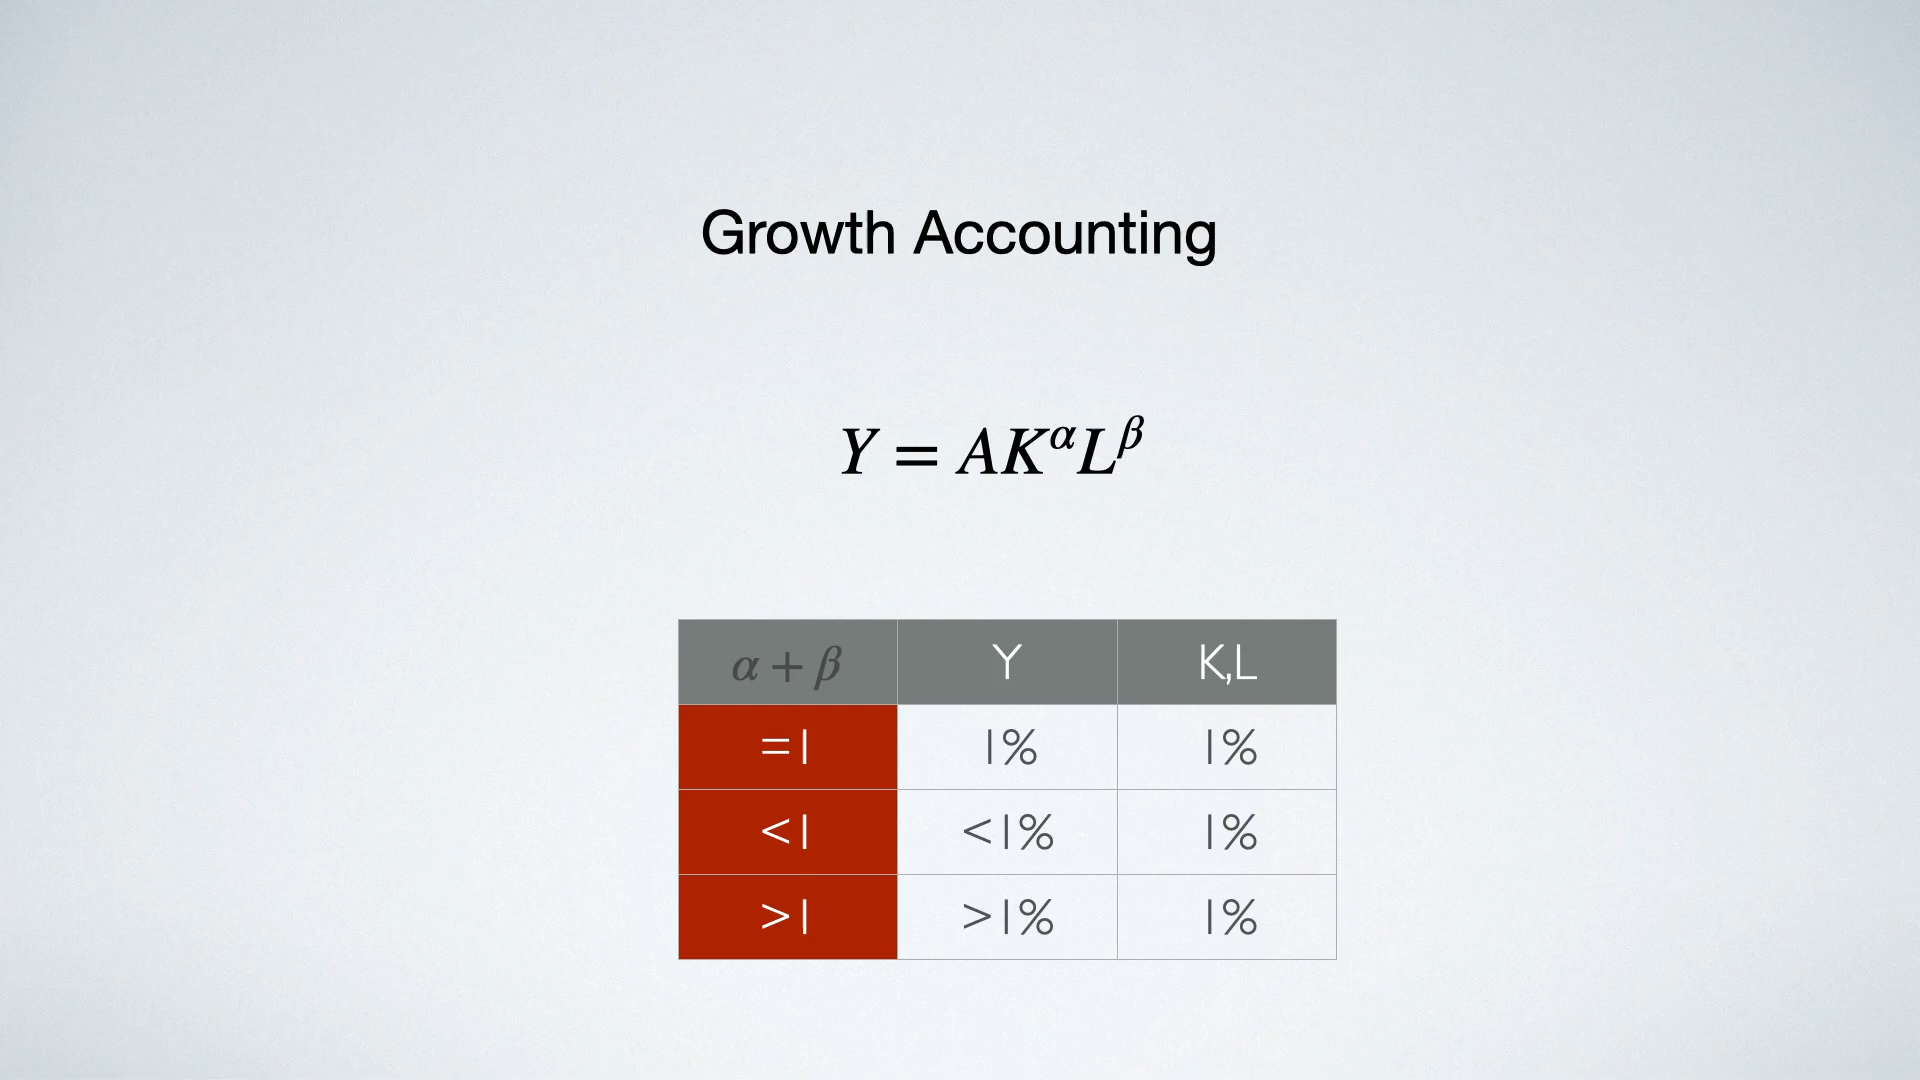 Growth Accounting
Y = AK^α L^β
α + β Y K,L
=1 1% 1%
<1 <1% 1%
>1 >1% 1%